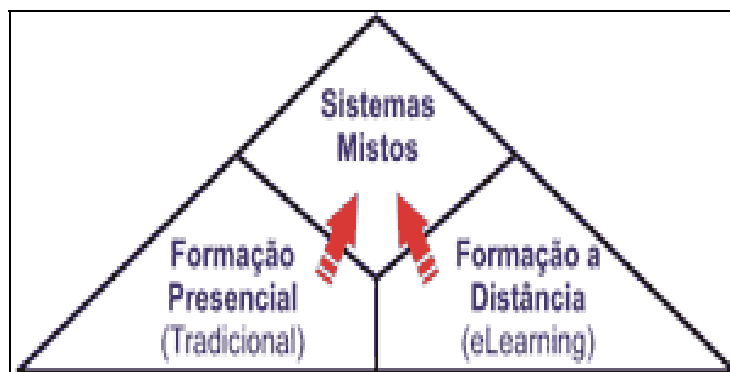 Sistemas
Mistos
Formação
Presencial
(Tradicional)
Formação a
Distância
(eLearning)